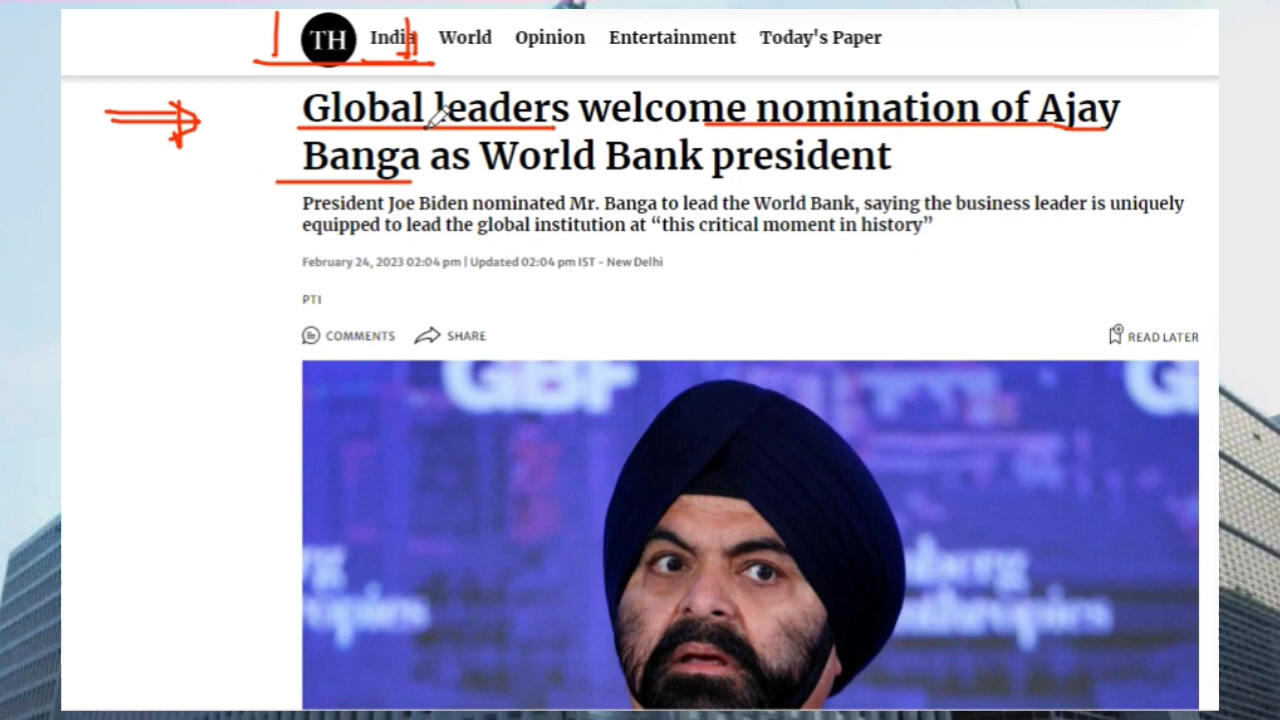 TH India World Opinion Entertainment Today's Paper
Global leaders welcome nomination of Ajay
Banga as World Bank president
President Joe Biden nominated Mr. Banga to lead the World Bank, saying the business leader is uniquely
equipped to lead the global institution at “this critical moment in history”
February 24, 2023 02:04 pm | Updated 02:04 pm IST - New Delhi
PTI
COMMENTS SHARE READ LATER
GBF G